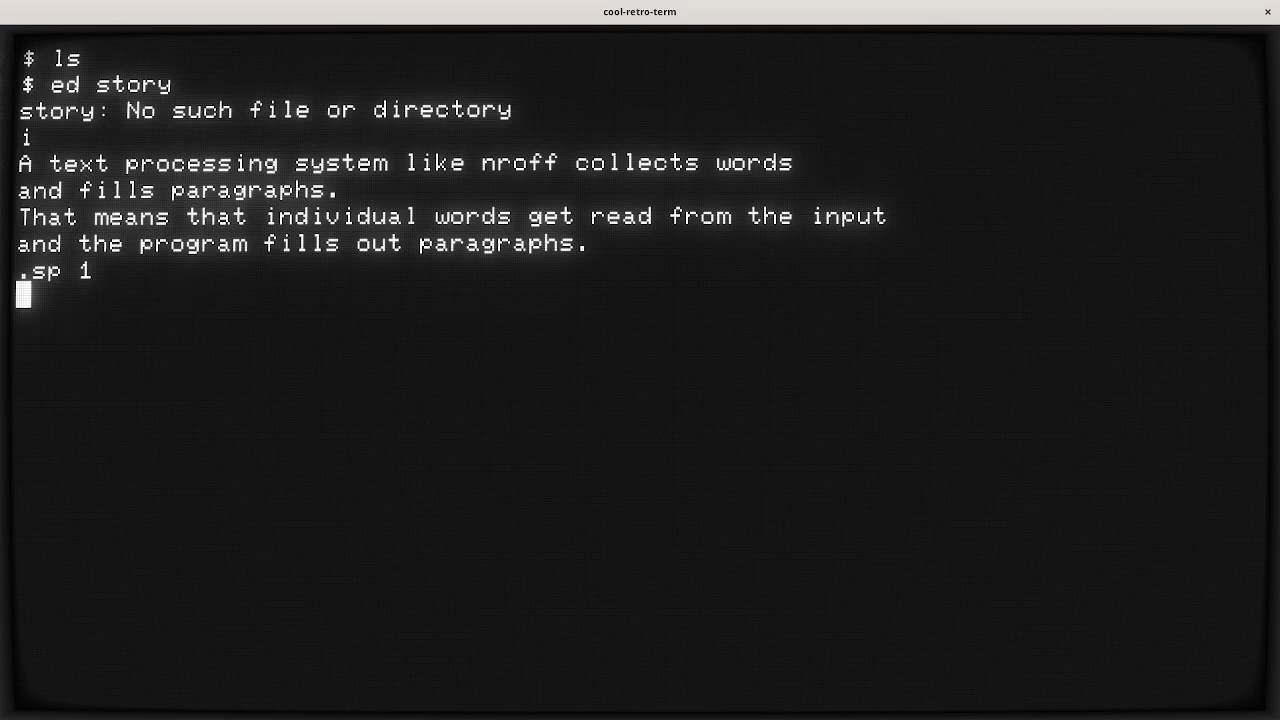 cool-retro-term ×
$ ls
$ ed story
story: No such file or directory
i
A text processing system like nroff collects words
and fills paragraphs.
That means that individual words get read from the input
and the program fills out paragraphs.
.sp 1